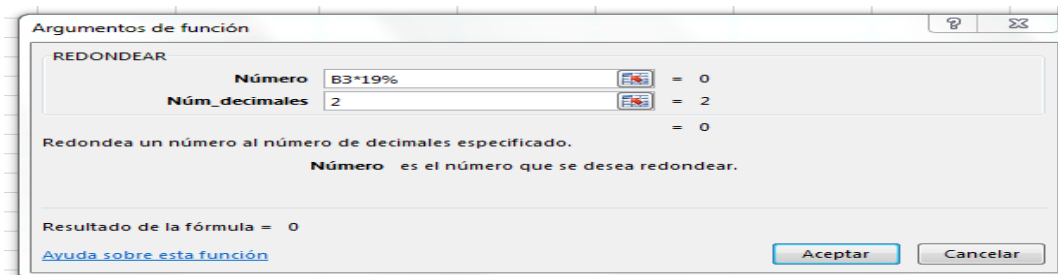 Argumentos de función
REDONDEAR
Número B3*19% = 0
Núm_decimales 2 = 2
= 0
Redondea un número al número de decimales especificado.
Número es el número que se desea redondear.
Resultado de la fórmula = 0
Ayuda sobre esta función Aceptar Cancelar